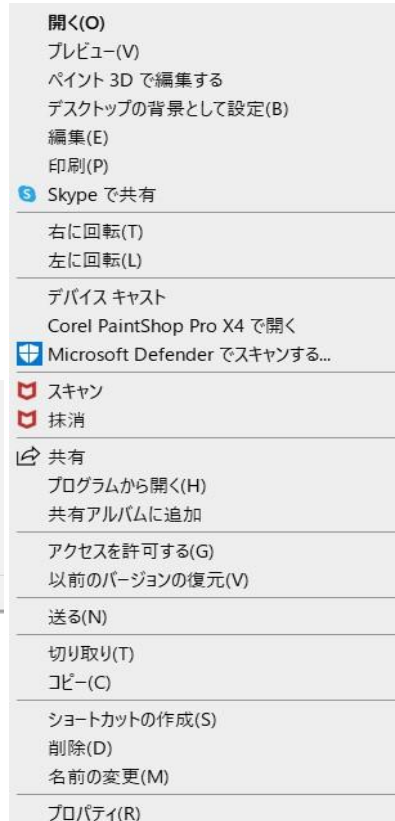 開く(O)
プレビュー(V)
ペイント 3D で編集する
デスクトップの背景として設定(B)
編集(E)
印刷(P)
Skype で共有
右に回転(T)
左に回転(L)
デバイス キャスト
Corel PaintShop Pro X4 で開く
Microsoft Defender でスキャンする...
スキャン
抹消
共有
プログラムから開く(H)
共有アルバムに追加
アクセスを許可する(G)
以前のバージョンの復元(V)
送る(N)
切り取り(T)
コピー(C)
ショートカットの作成(S)
削除(D)
名前の変更(M)
プロパティ(R)